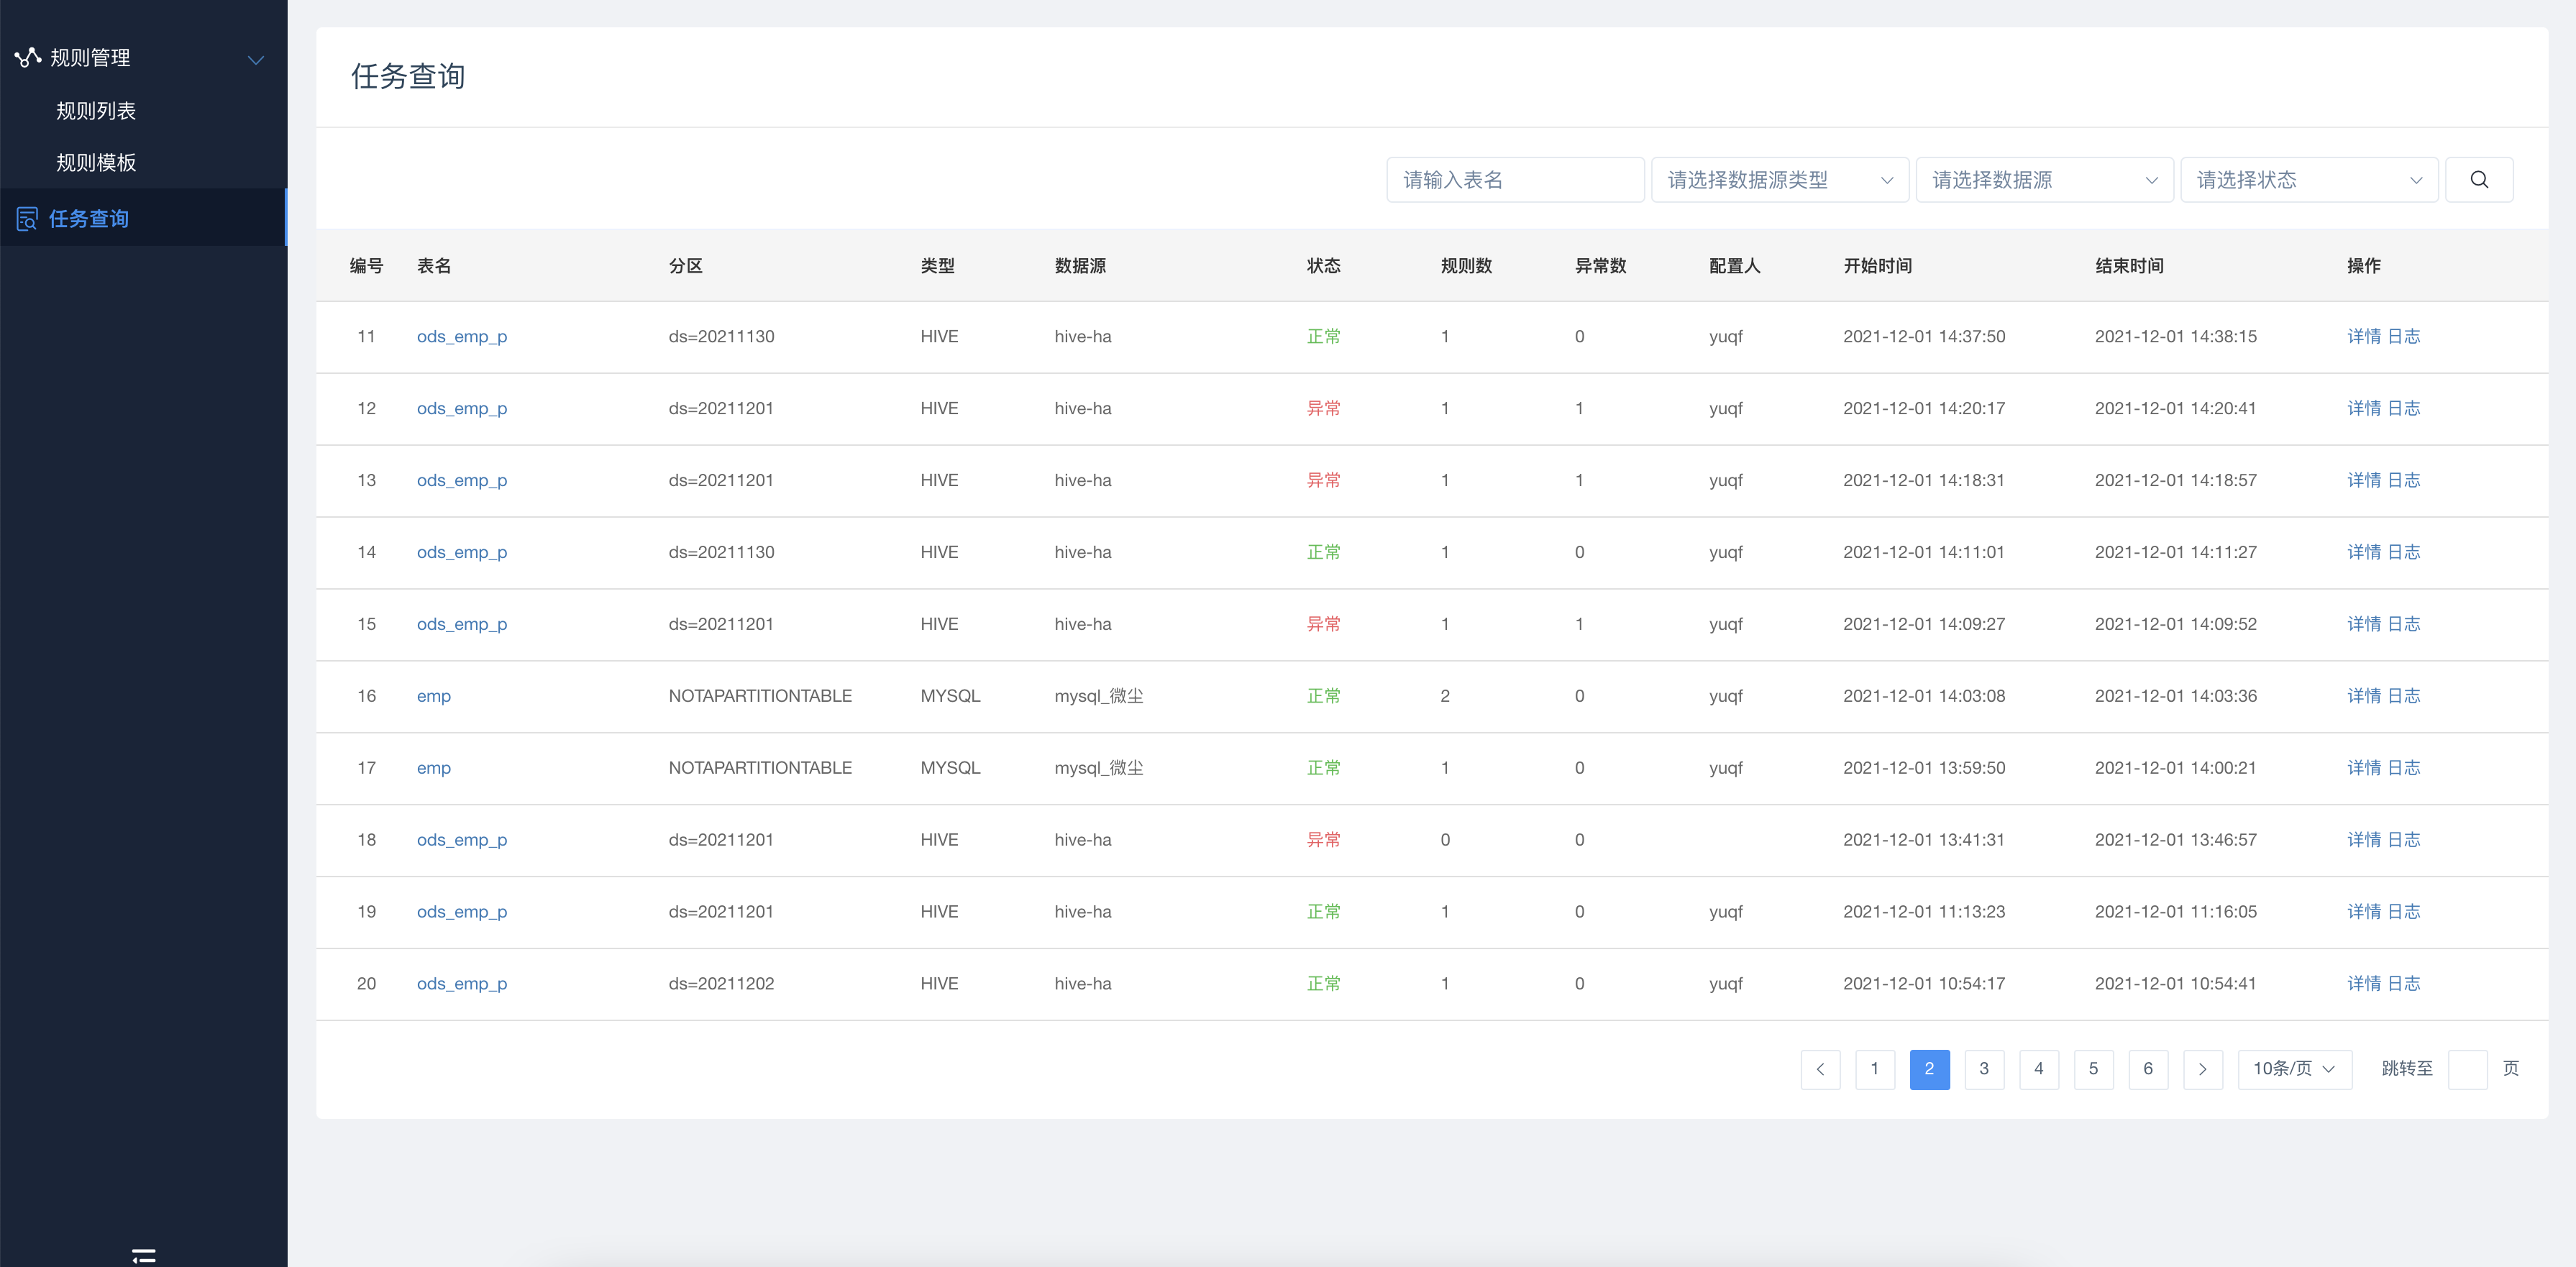 规则管理
规则列表
规则模板
任务查询
任务查询
请输入表名 请选择数据源类型 请选择数据源 请选择状态
编号 表名 分区 类型 数据源 状态 规则数 异常数 配置人 开始时间 结束时间 操作
11 ods_emp_p ds=20211130 HIVE hive-ha 正常 1 0 yuqf 2021-12-01 14:37:50 2021-12-01 14:38:15 详情 日志
12 ods_emp_p ds=20211201 HIVE hive-ha 异常 1 1 yuqf 2021-12-01 14:20:17 2021-12-01 14:20:41 详情 日志
13 ods_emp_p ds=20211201 HIVE hive-ha 异常 1 1 yuqf 2021-12-01 14:18:31 2021-12-01 14:18:57 详情 日志
14 ods_emp_p ds=20211130 HIVE hive-ha 正常 1 0 yuqf 2021-12-01 14:11:01 2021-12-01 14:11:27 详情 日志
15 ods_emp_p ds=20211201 HIVE hive-ha 异常 1 1 yuqf 2021-12-01 14:09:27 2021-12-01 14:09:52 详情 日志
16 emp NOTAPARTITIONTABLE MYSQL mysql_微尘 正常 2 0 yuqf 2021-12-01 14:03:08 2021-12-01 14:03:36 详情 日志
17 emp NOTAPARTITIONTABLE MYSQL mysql_微尘 正常 1 0 yuqf 2021-12-01 13:59:50 2021-12-01 14:00:21 详情 日志
18 ods_emp_p ds=20211201 HIVE hive-ha 异常 0 0 2021-12-01 13:41:31 2021-12-01 13:46:57 详情 日志
19 ods_emp_p ds=20211201 HIVE hive-ha 正常 1 0 yuqf 2021-12-01 11:13:23 2021-12-01 11:16:05 详情 日志
20 ods_emp_p ds=20211202 HIVE hive-ha 正常 1 0 yuqf 2021-12-01 10:54:17 2021-12-01 10:54:41 详情 日志
1 2 3 4 5 6 10条/页 跳转至 页